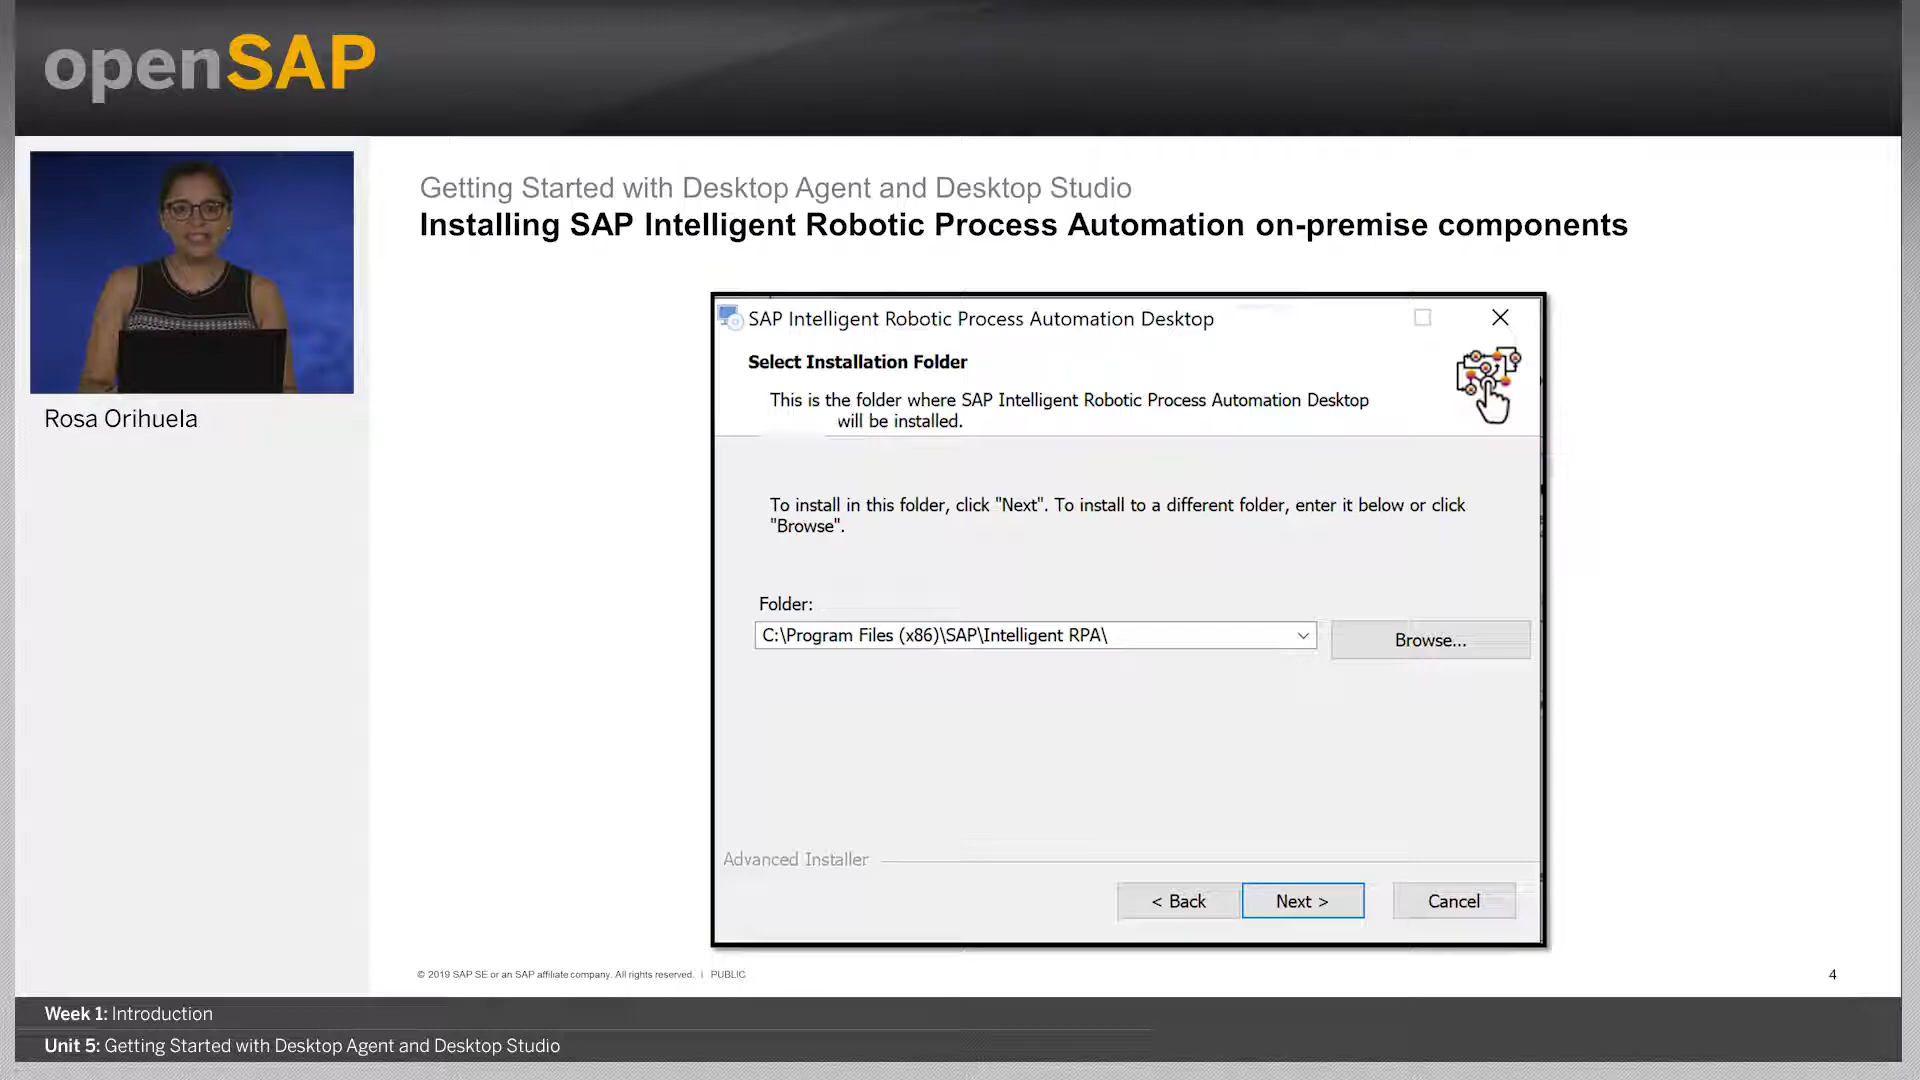 openSAP
Getting Started with Desktop Agent and Desktop Studio
Installing SAP Intelligent Robotic Process Automation on-premise components
Rosa Orihuela
SAP Intelligent Robotic Process Automation Desktop
Select Installation Folder
This is the folder where SAP Intelligent Robotic Process Automation Desktop
will be installed.
To install in this folder, click "Next". To install to a different folder, enter it below or click
"Browse".
Folder:
C:\Program Files (x86)\SAP\Intelligent RPA\
Browse...
Advanced Installer
< Back
Next >
Cancel
© 2019 SAP SE or an SAP affiliate company. All rights reserved. ı PUBLIC
4
Week 1: Introduction
Unit 5: Getting Started with Desktop Agent and Desktop Studio